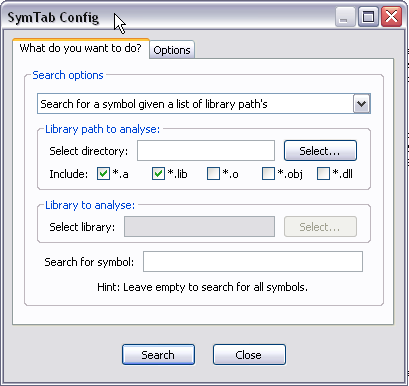 SymTab Config
What do you want to do?
Options
Search options
Search for a symbol given a list of library path's
Library path to analyse:
Select directory:
Select...
Include: *.a *.lib *.o *.obj *.dll
Library to analyse:
Select library:
Select...
Search for symbol:
Hint: Leave empty to search for all symbols.
Search
Close